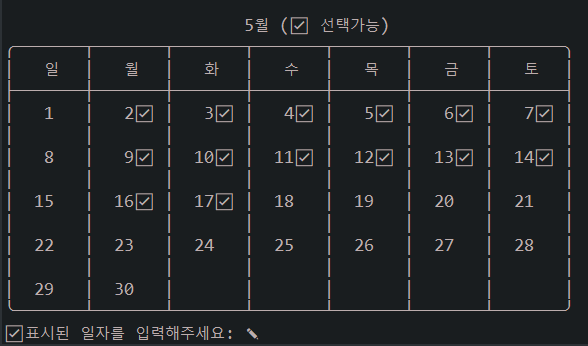 5월 (☑ 선택가능)
일 월 화 수 목 금 토
1 2☑ 3☑ 4☑ 5☑ 6☑ 7☑
8 9☑ 10☑ 11☑ 12☑ 13☑ 14☑
15 16☑ 17☑ 18 19 20 21
22 23 24 25 26 27 28
29 30
☑표시된 일자를 입력해주세요: ✎